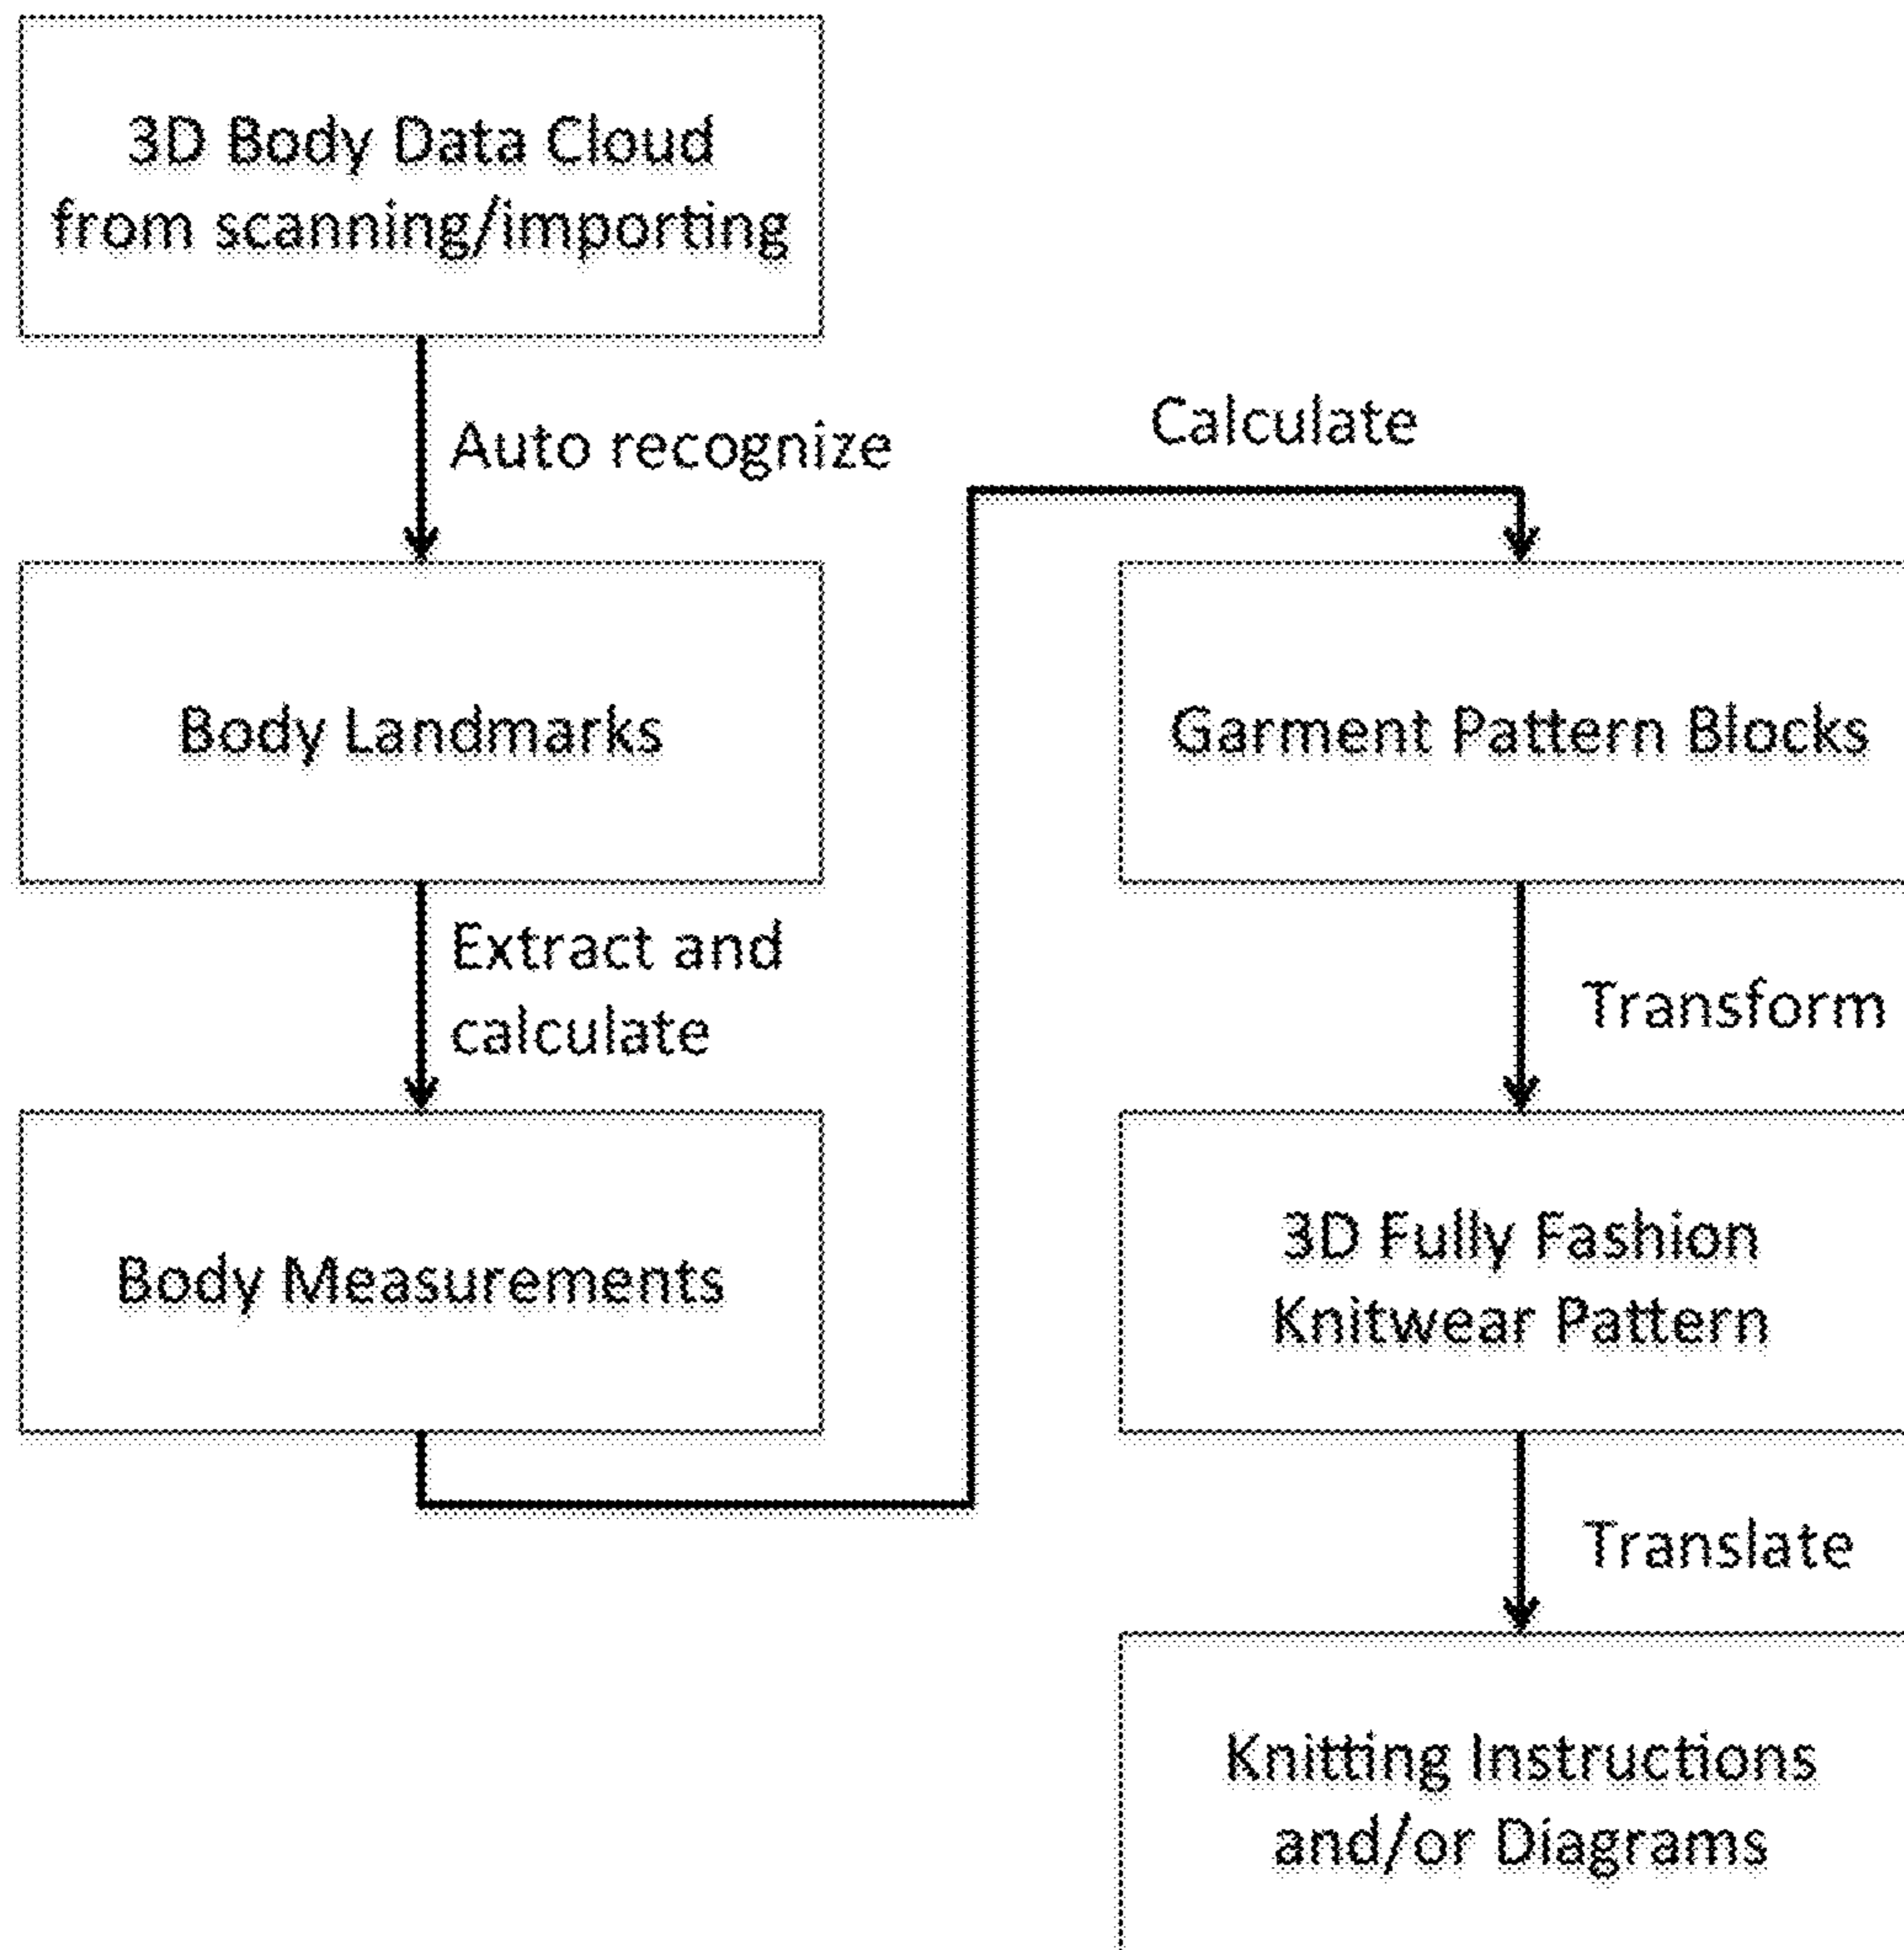 3D Body Data Cloud
from scanning/importing
Auto recognize
Body Landmarks
Extract and
calculate
Body Measurements
Calculate
Garment Pattern Blocks
Transform
3D Fully Fashion
Knitwear Pattern
Translate
Knitting Instructions
and/or Diagrams